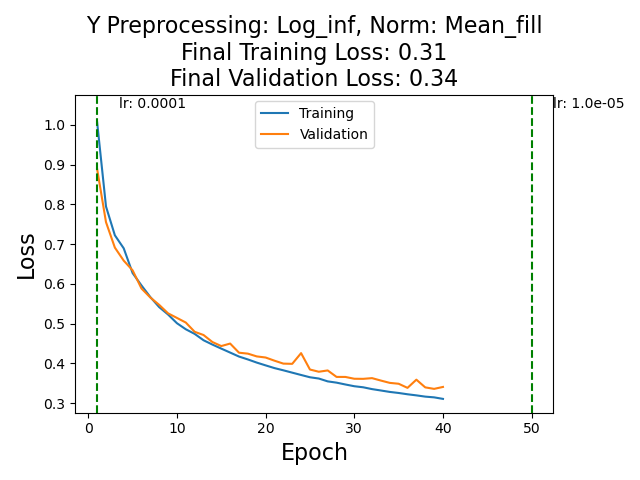 Y Preprocessing: Log_inf, Norm: Mean_fill
Final Training Loss: 0.31
Final Validation Loss: 0.34
lr: 0.0001
lr: 1.0e-05
Training
Validation
1.0
0.9
0.8
0.7
0.6
0.5
0.4
0.3
Loss
0
10
20
30
40
50
Epoch